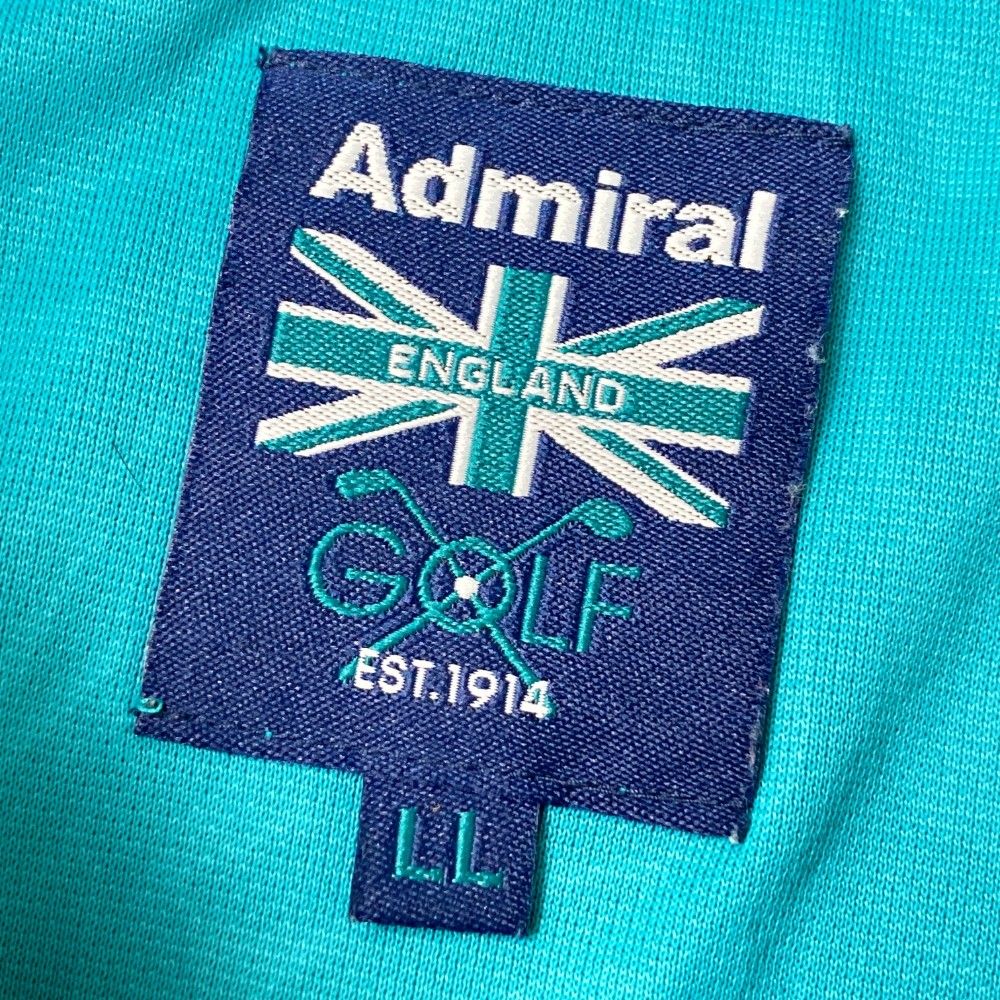 Admiral
ENGLAND
GOLF
EST.1914
LL